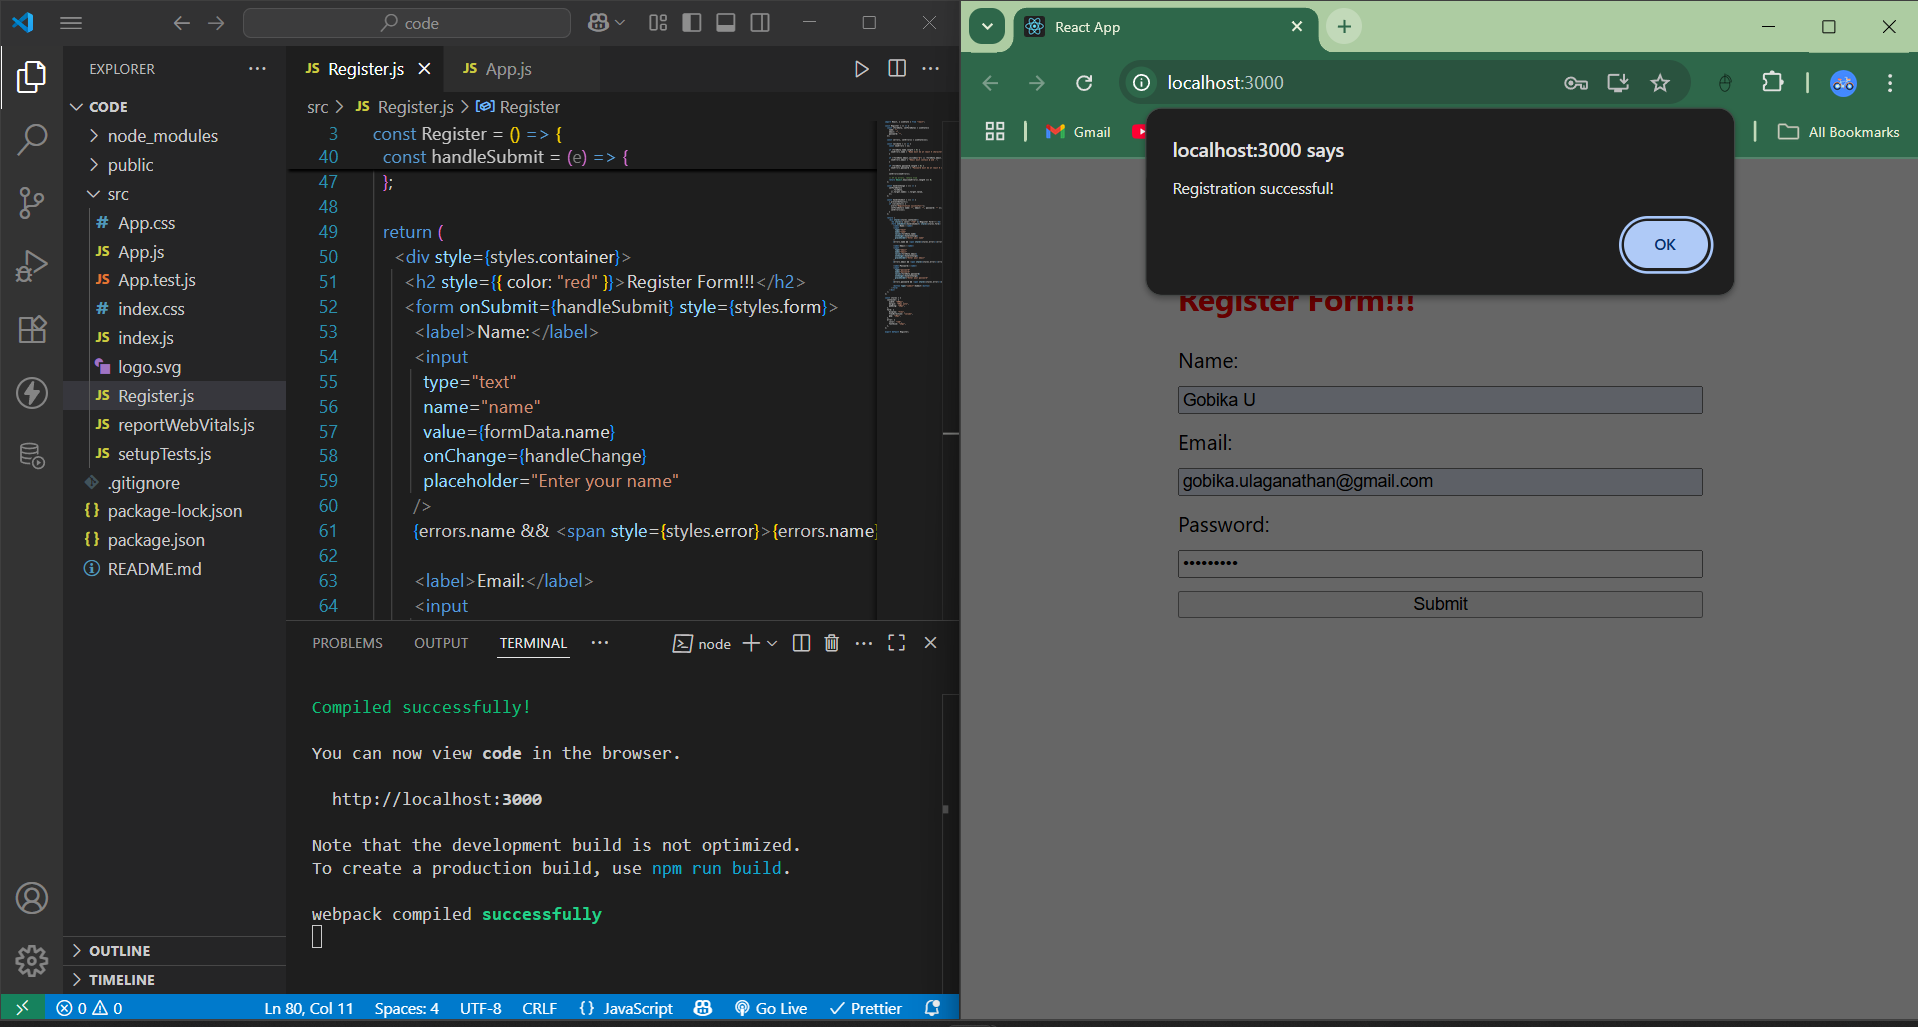 code
EXPLORER
CODE
node_modules
public
src
# App.css
JS App.js
JS App.test.js
# index.css
JS index.js
logo.svg
JS Register.js
JS reportWebVitals.js
JS setupTests.js
.gitignore
{} package-lock.json
{} package.json
README.md
OUTLINE
TIMELINE
JS Register.js
JS App.js
src > JS Register.js > Register
3 const Register = () => {
40 const handleSubmit = (e) => {
47 };
48
49 return (
50 <div style={styles.container}>
51 <h2 style={{ color: "red" }}>Register Form!!!</h2>
52 <form onSubmit={handleSubmit} style={styles.form}>
53 <label>Name:</label>
54 <input
55 type="text"
56 name="name"
57 value={formData.name}
58 onChange={handleChange}
59 placeholder="Enter your name"
60 />
61 {errors.name && <span style={styles.error}>{errors.name}
62
63 <label>Email:</label>
64 <input
PROBLEMS OUTPUT TERMINAL
node
Compiled successfully!
You can now view code in the browser.
http://localhost:3000
Note that the development build is not optimized.
To create a production build, use npm run build.
webpack compiled successfully
0 0
Ln 80, Col 11 Spaces: 4 UTF-8 CRLF {} JavaScript Go Live Prettier
React App
localhost:3000
Gmail
All Bookmarks
localhost:3000 says
Registration successful!
OK
Register Form!!!
Name:
Gobika U
Email:
gobika.ulaganathan@gmail.com
Password:
•••••••••
Submit